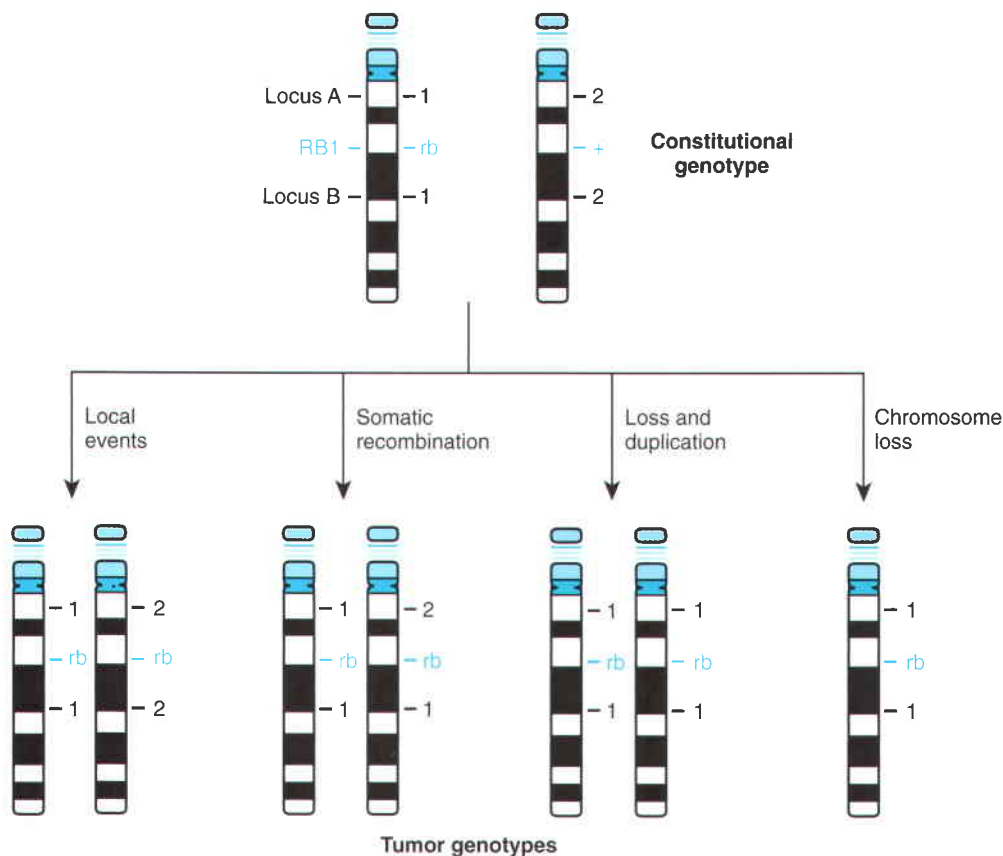 Locus A
1
2
RB1
rb
+
Constitutional
genotype
Locus B
1
2
Local
events
Somatic
recombination
Loss and
duplication
Chromosome
loss
1
2
1
2
1
1
1
rb
rb
rb
rb
rb
rb
rb
1
2
1
1
1
1
1
Tumor genotypes